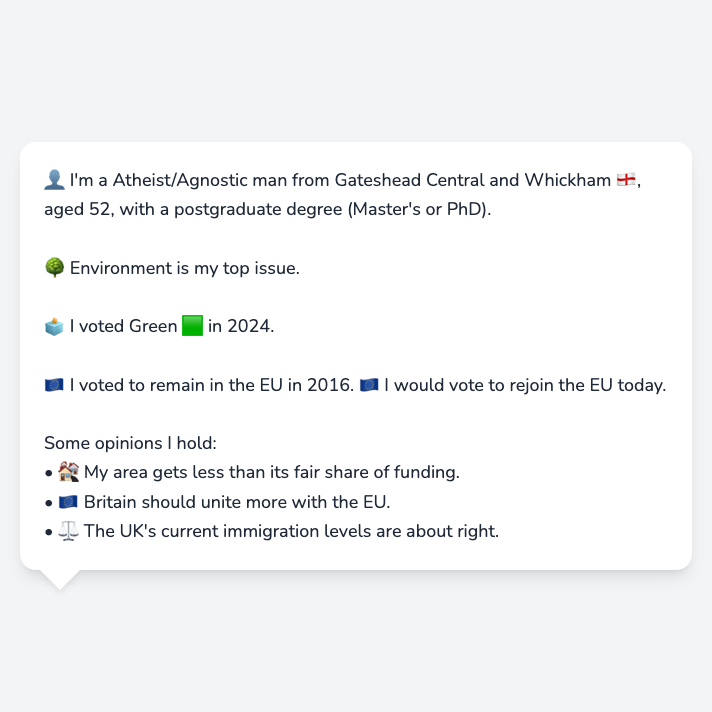 👤 I'm a Atheist/Agnostic man from Gateshead Central and Whickham 🏴󠁧󠁢󠁥󠁮󠁧󠁿,
aged 52, with a postgraduate degree (Master's or PhD).
🌳 Environment is my top issue.
🗳️ I voted Green 🟩 in 2024.
🇪🇺 I voted to remain in the EU in 2016. 🇪🇺 I would vote to rejoin the EU today.
Some opinions I hold:
• 🏘️ My area gets less than its fair share of funding.
• 🇪🇺 Britain should unite more with the EU.
• ⚖️ The UK's current immigration levels are about right.